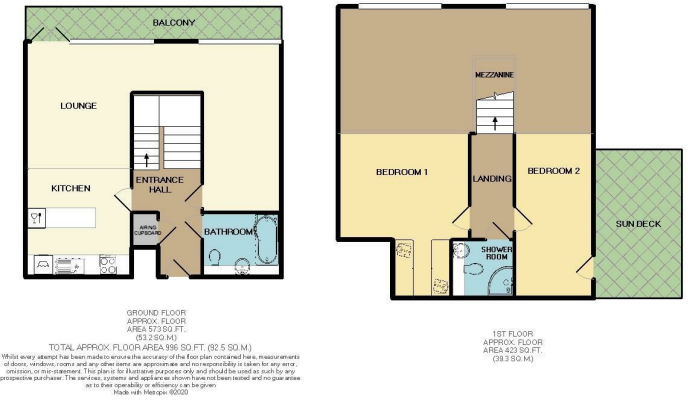 BALCONY
LOUNGE
KITCHEN
ENTRANCE
HALL
AIRING
CUPBOARD
BATHROOM
GROUND FLOOR
APPROX. FLOOR
AREA 573 SQ.FT.
(53.2 SQ.M.)
TOTAL APPROX. FLOOR AREA 996 SQ.FT. (92.5 SQ.M.)
Whilst every attempt has been made to ensure the accuracy of the floor plan contained here, measurements
of doors, windows, rooms and any other items are approximate and no responsibility is taken for any error,
omission, or mis-statement. This plan is for illustrative purposes only and should be used as such by any
prospective purchaser. The services, systems and appliances shown have not been tested and no guarantee
as to their operability or efficiency can be given
Made with Metropix ©2020
MEZZANINE
BEDROOM 1
LANDING
BEDROOM 2
SHOWER
ROOM
SUN DECK
1ST FLOOR
APPROX. FLOOR
AREA 423 SQ.FT.
(39.3 SQ.M.)